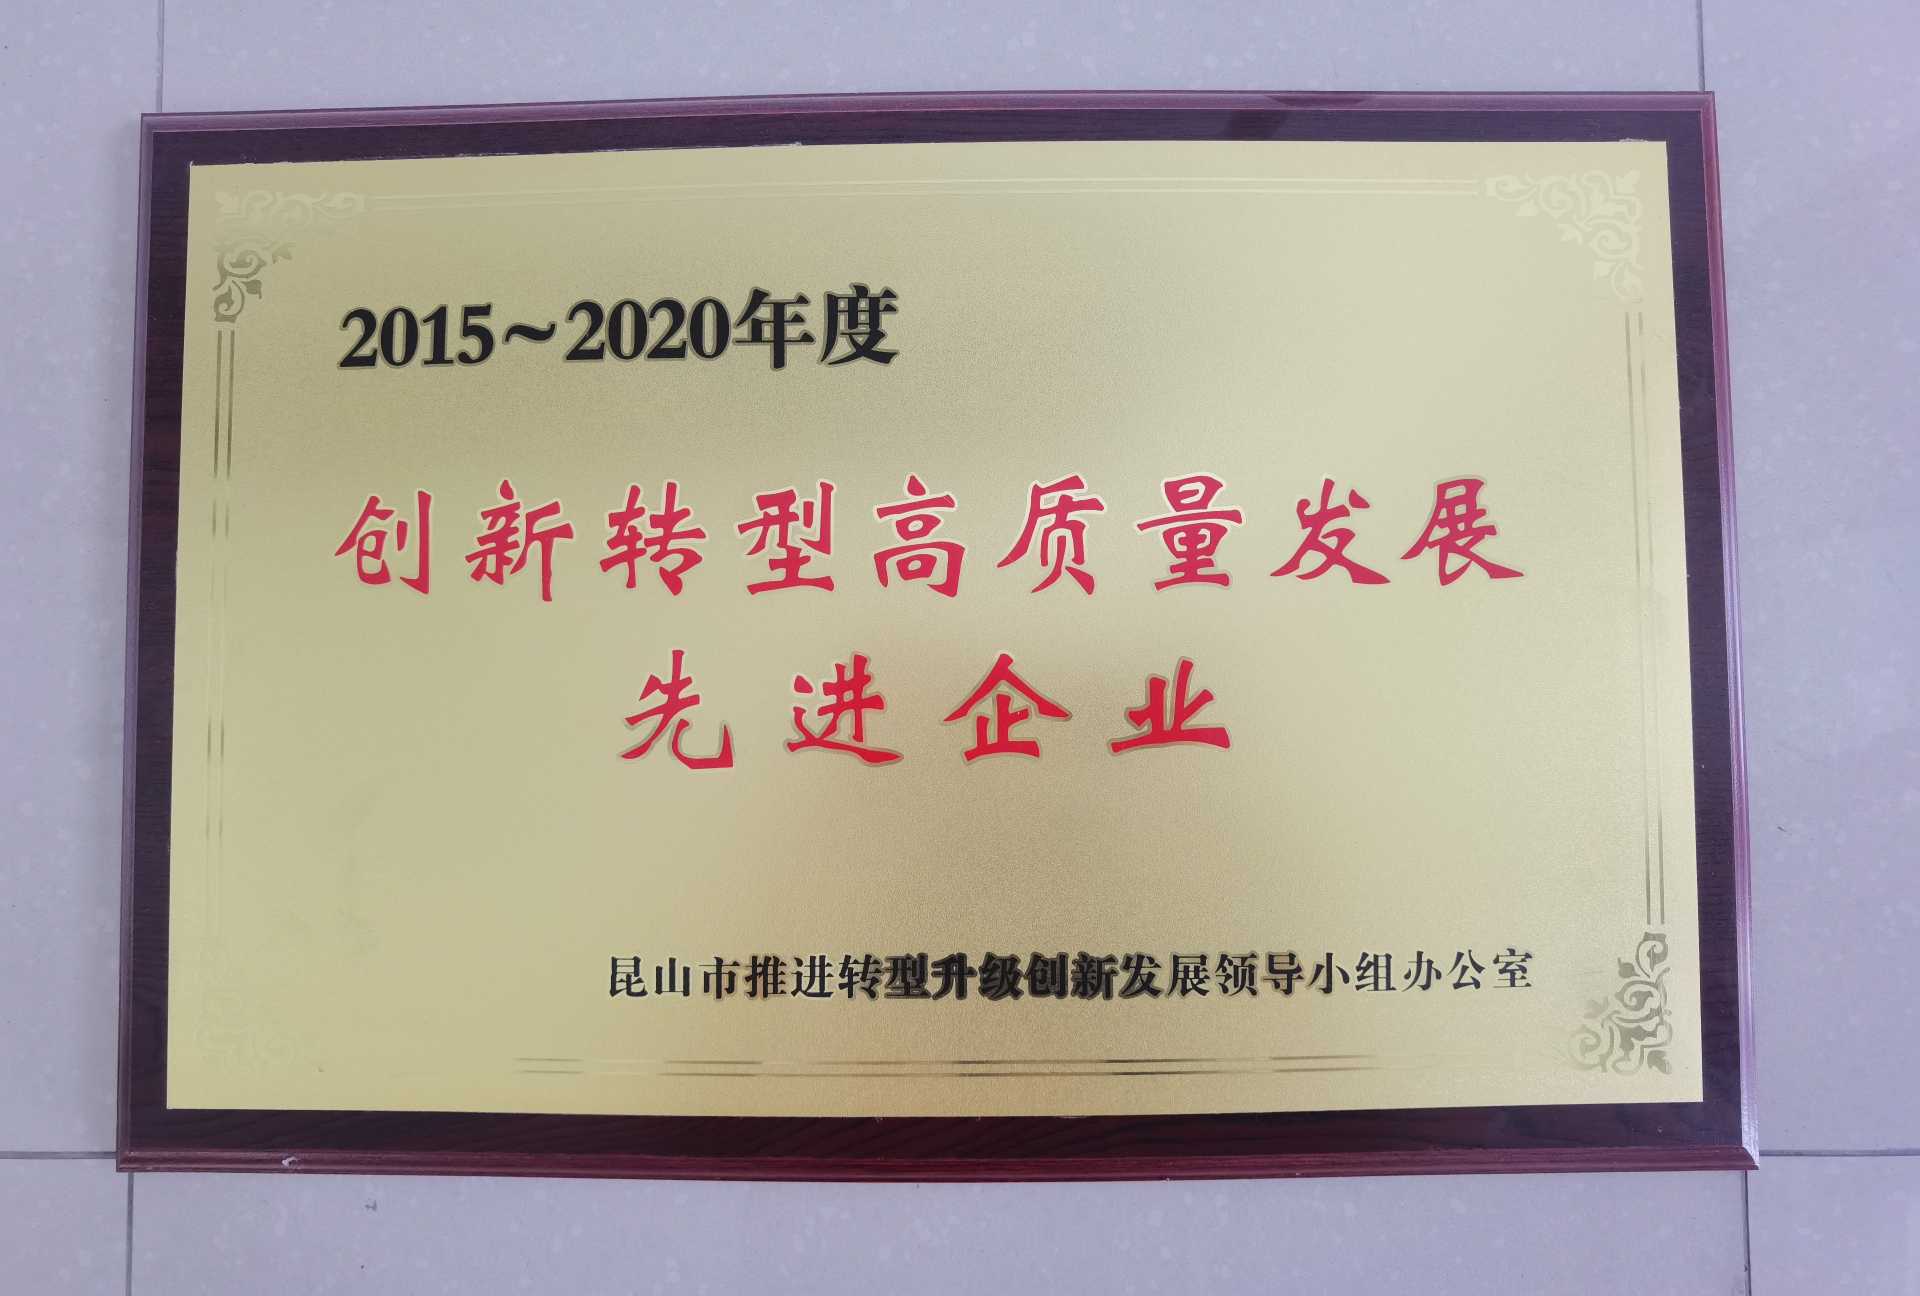 2015～2020年度
创新转型高质量发展
先进企业
昆山市推进转型升级创新发展领导小组办公室